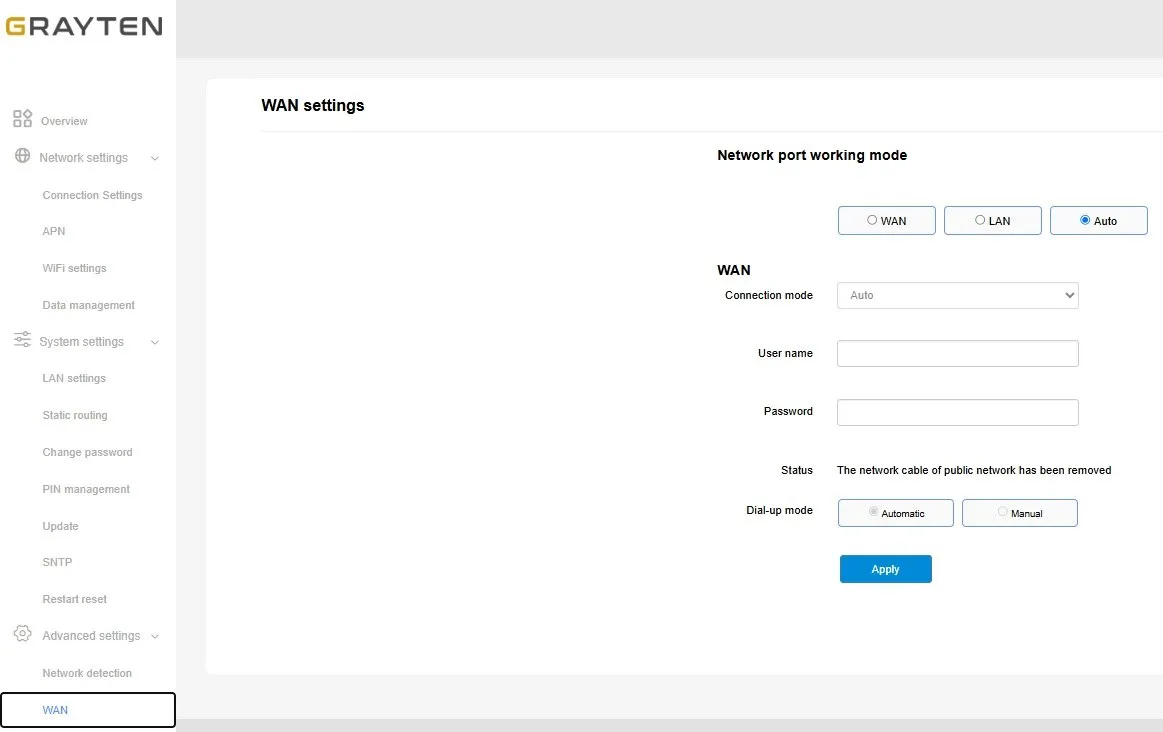 GRAYTEN
Overview
Network settings
Connection Settings
APN
WiFi settings
Data management
System settings
LAN settings
Static routing
Change password
PIN management
Update
SNTP
Restart reset
Advanced settings
Network detection
WAN
WAN settings
Network port working mode
WAN LAN Auto
WAN
Connection mode Auto
User name
Password
Status The network cable of public network has been removed
Dial-up mode Automatic Manual
Apply